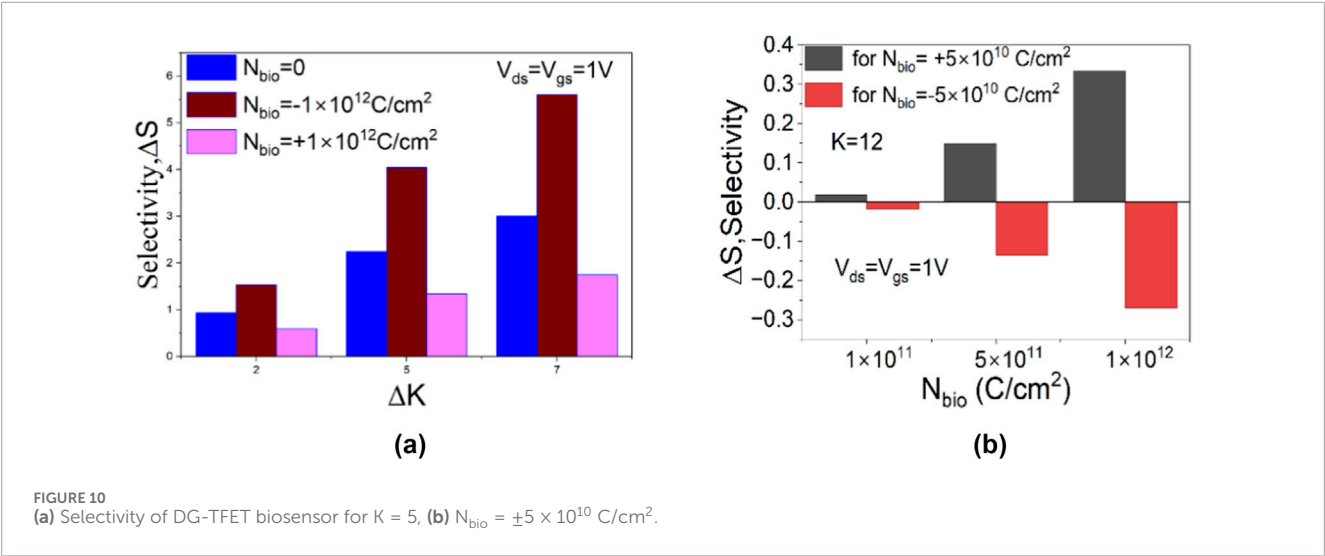 Selectivity,ΔS
6
5
4
3
2
1
0
N_bio=0
N_bio=-1×10^12C/cm^2
N_bio=+1×10^12C/cm^2
V_ds=V_gs=1V
2 5 7
ΔK
(a)
ΔS,Selectivity
0.4
0.3
0.2
0.1
0.0
−0.1
−0.2
−0.3
for N_bio= +5×10^10 C/cm^2
for N_bio=-5×10^10 C/cm^2
K=12
V_ds=V_gs=1V
1×10^11 5×10^11 1×10^12
N_bio (C/cm^2)
(b)
FIGURE 10
(a) Selectivity of DG-TFET biosensor for K = 5, (b) N_bio = ±5 × 10^10 C/cm^2.